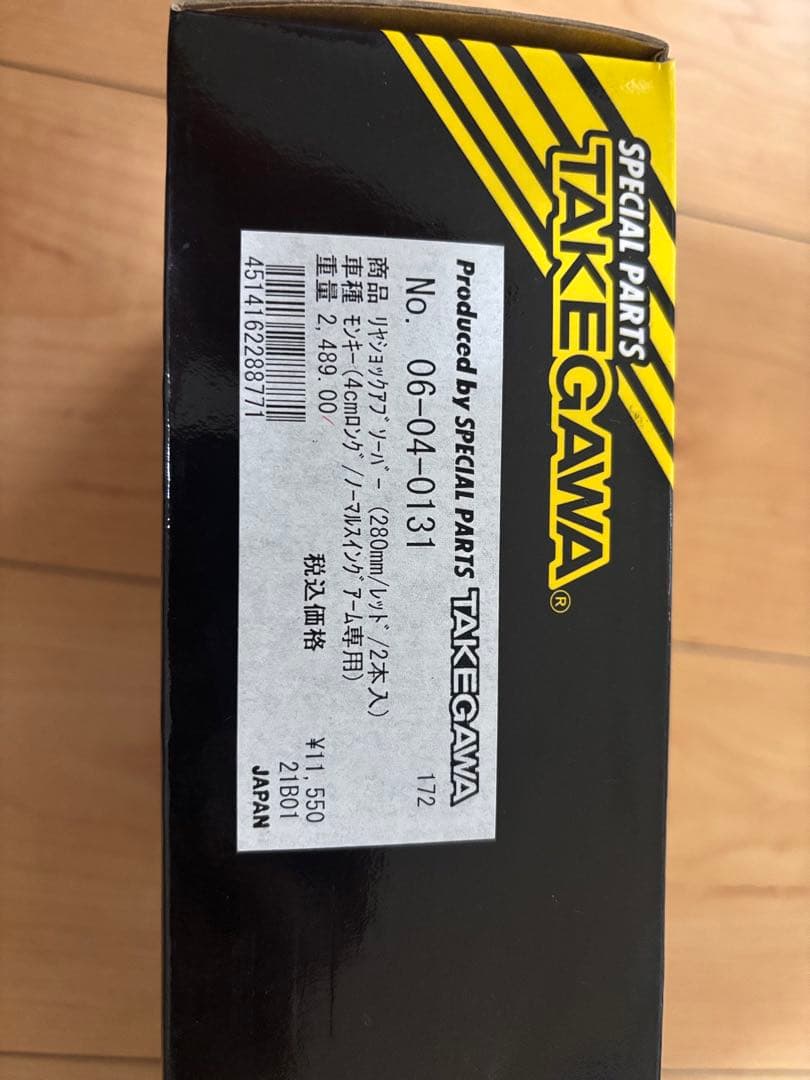 SPECIAL PARTS
TAKEGAWA®
Produced by SPECIAL PARTS TAKEGAWA
No. 06-04-0131 172
商品 ﾘﾔｼｮｯｸｱﾌﾞｿｰﾊﾞｰ (280mm/ﾚｯﾄﾞ/2本入)
車種 ﾓﾝｷｰ(4cmﾛﾝｸﾞ/ﾉｰﾏﾙｽｲﾝｸﾞｱｰﾑ専用)
重量 2,489.00 税込価格 ¥11,550
21B01
4514162288771 JAPAN